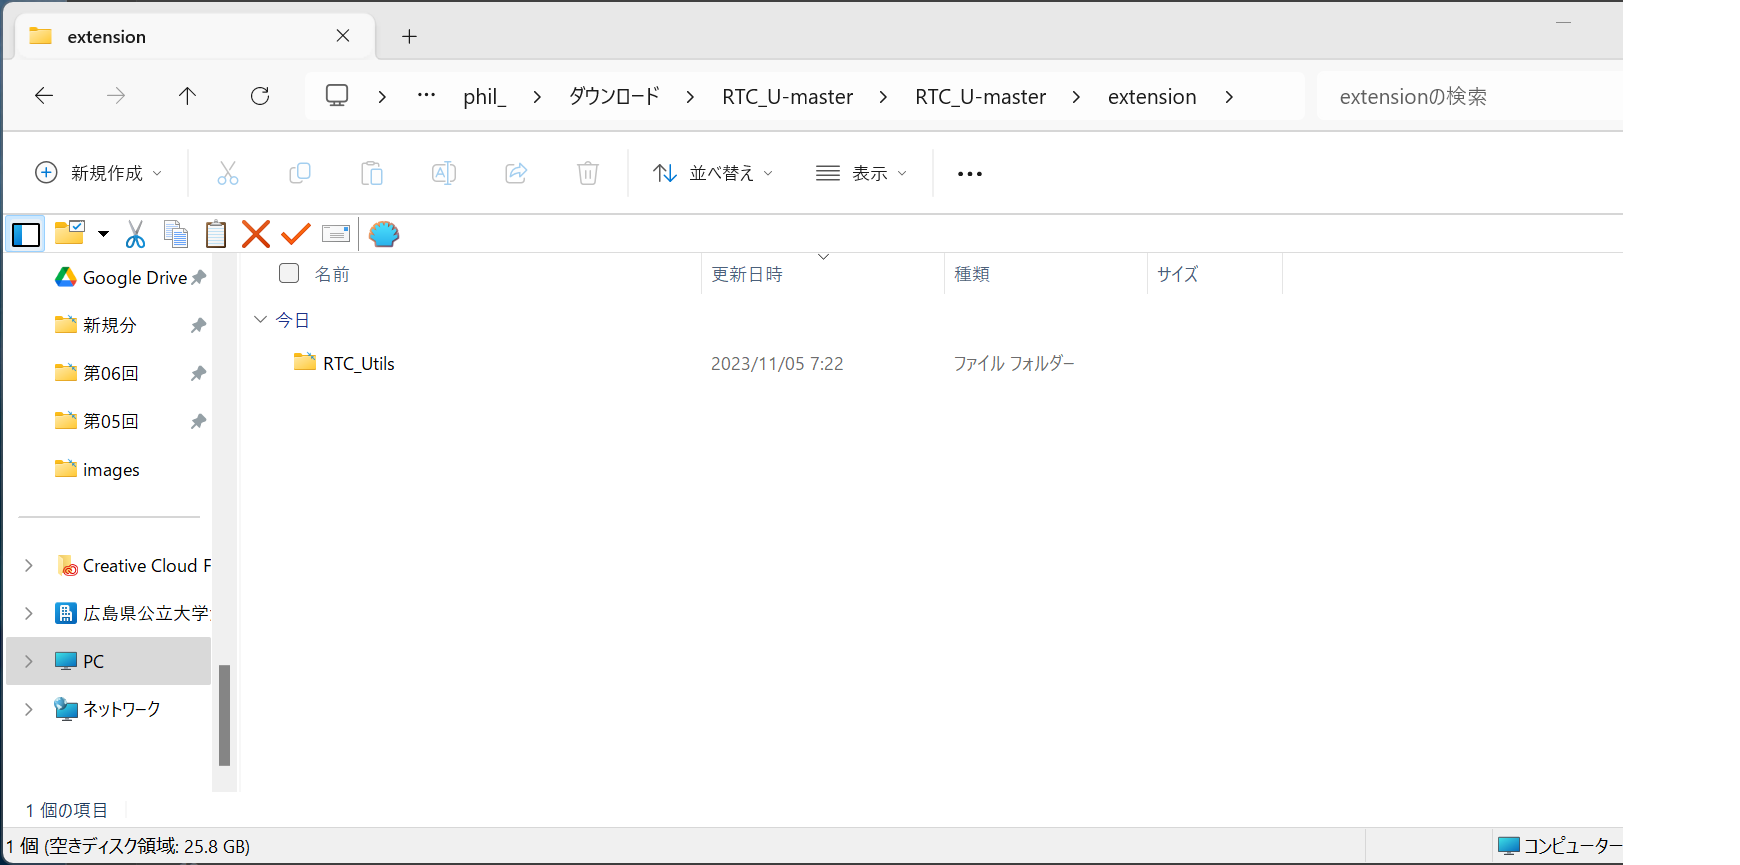 extension
phil_ ダウンロード RTC_U-master RTC_U-master extension
extensionの検索
新規作成 並べ替え 表示
Google Drive
新規分
第06回
第05回
images
Creative Cloud F
広島県公立大学
PC
ネットワーク
名前 更新日時 種類 サイズ
今日
RTC_Utils 2023/11/05 7:22 ファイル フォルダー
1 個の項目
1 個 (空きディスク領域: 25.8 GB) コンピューター